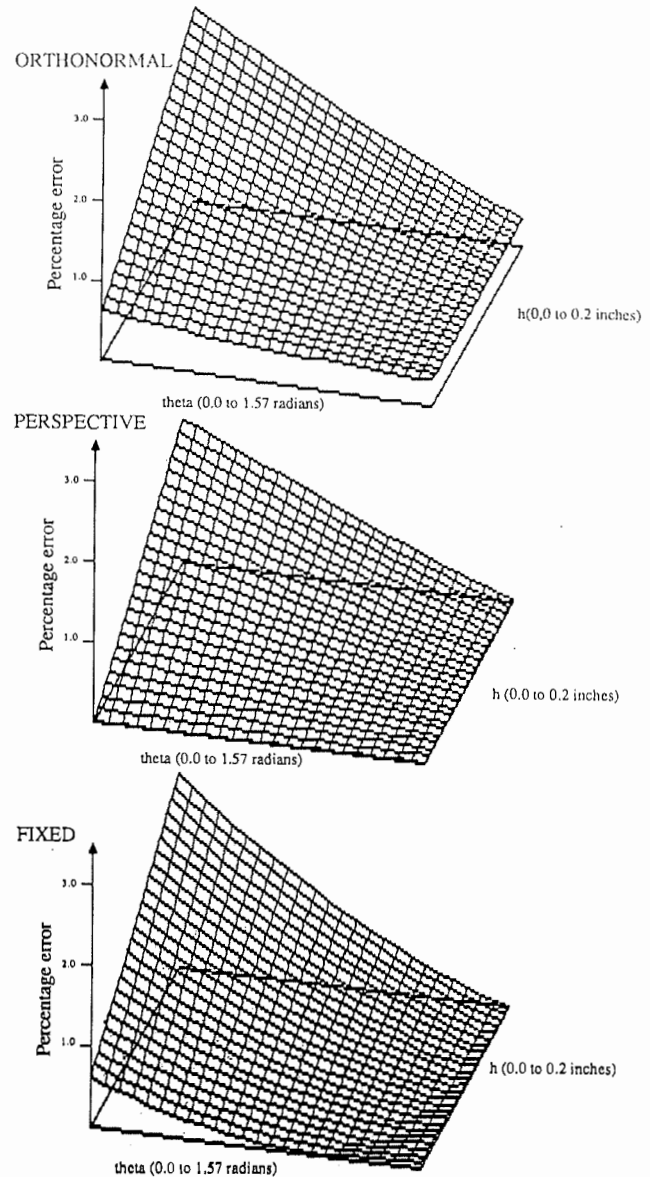 ORTHONORMAL
3.0
2.0
1.0
Percentage error
h(0,0 to 0.2 inches)
theta (0.0 to 1.57 radians)
PERSPECTIVE
3.0
2.0
1.0
Percentage error
h (0.0 to 0.2 inches)
theta (0.0 to 1.57 radians)
FIXED
3.0
2.0
1.0
Percentage error
h (0.0 to 0.2 inches)
theta (0.0 to 1.57 radians)